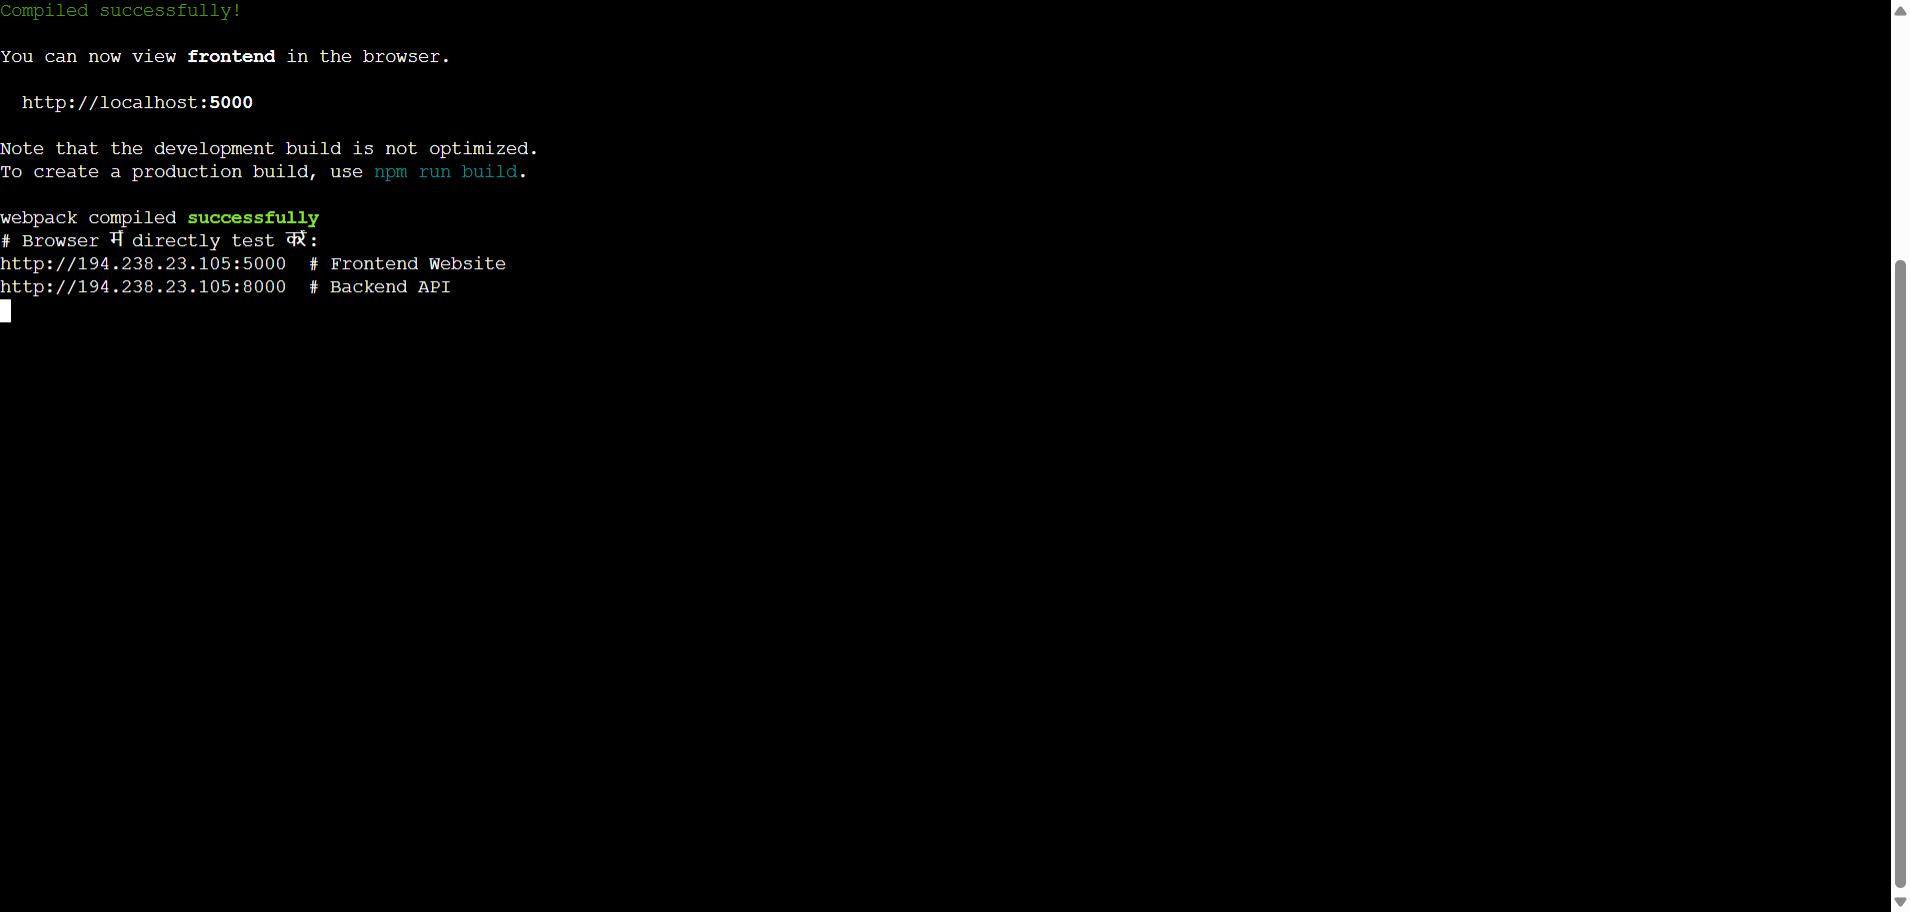 Compiled successfully!
You can now view frontend in the browser.
http://localhost:5000
Note that the development build is not optimized.
To create a production build, use npm run build.
webpack compiled successfully
# Browser में directly test करें:
http://194.238.23.105:5000  # Frontend Website
http://194.238.23.105:8000  # Backend API